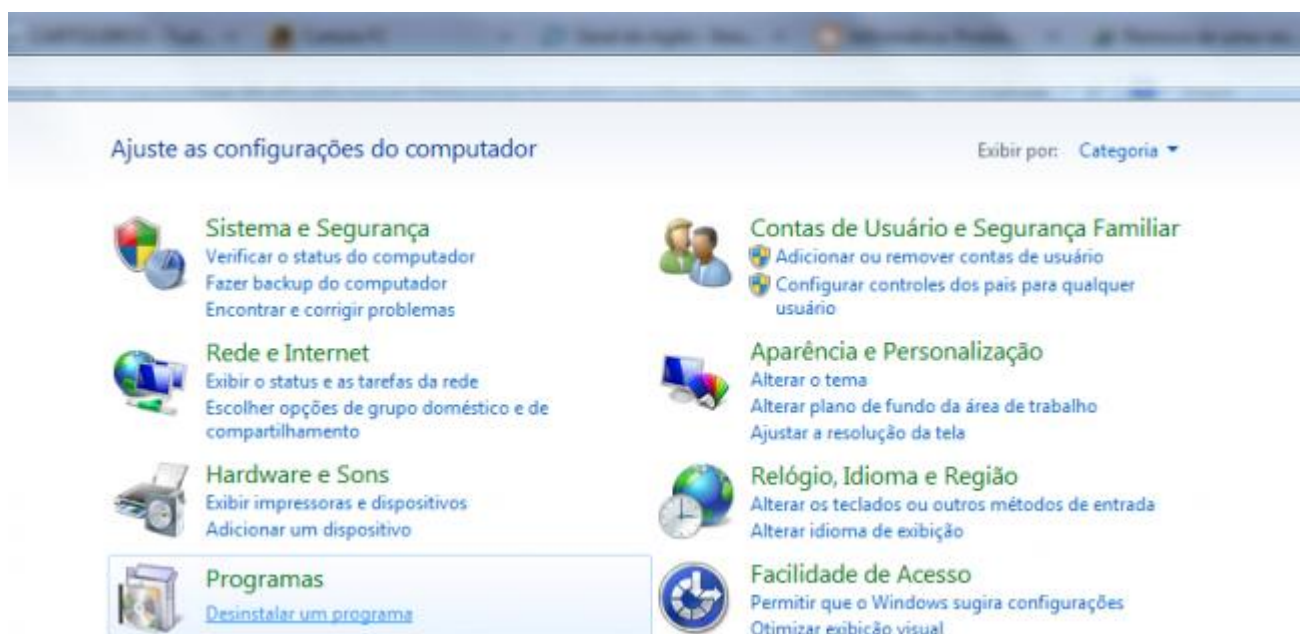 Ajuste as configurações do computador
Exibir por: Categoria
Sistema e Segurança
Verificar o status do computador
Fazer backup do computador
Encontrar e corrigir problemas
Rede e Internet
Exibir o status e as tarefas da rede
Escolher opções de grupo doméstico e de
compartilhamento
Hardware e Sons
Exibir impressoras e dispositivos
Adicionar um dispositivo
Programas
Desinstalar um programa
Contas de Usuário e Segurança Familiar
Adicionar ou remover contas de usuário
Configurar controles dos pais para qualquer
usuário
Aparência e Personalização
Alterar o tema
Alterar plano de fundo da área de trabalho
Ajustar a resolução da tela
Relógio, Idioma e Região
Alterar os teclados ou outros métodos de entrada
Alterar idioma de exibição
Facilidade de Acesso
Permitir que o Windows sugira configurações
Otimizar exibição visual